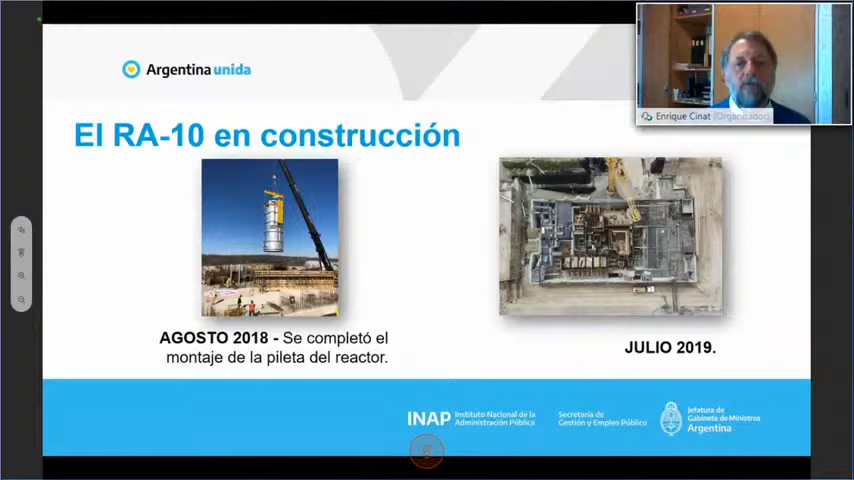 Argentina unida
Enrique Cinat (Organizador)
El RA-10 en construcción
AGOSTO 2018 - Se completó el
montaje de la pileta del reactor.
JULIO 2019.
INAP
Instituto Nacional de la
Administración Pública
Secretaría de
Gestión y Empleo Público
Jefatura de
Gabinete de Ministros
Argentina